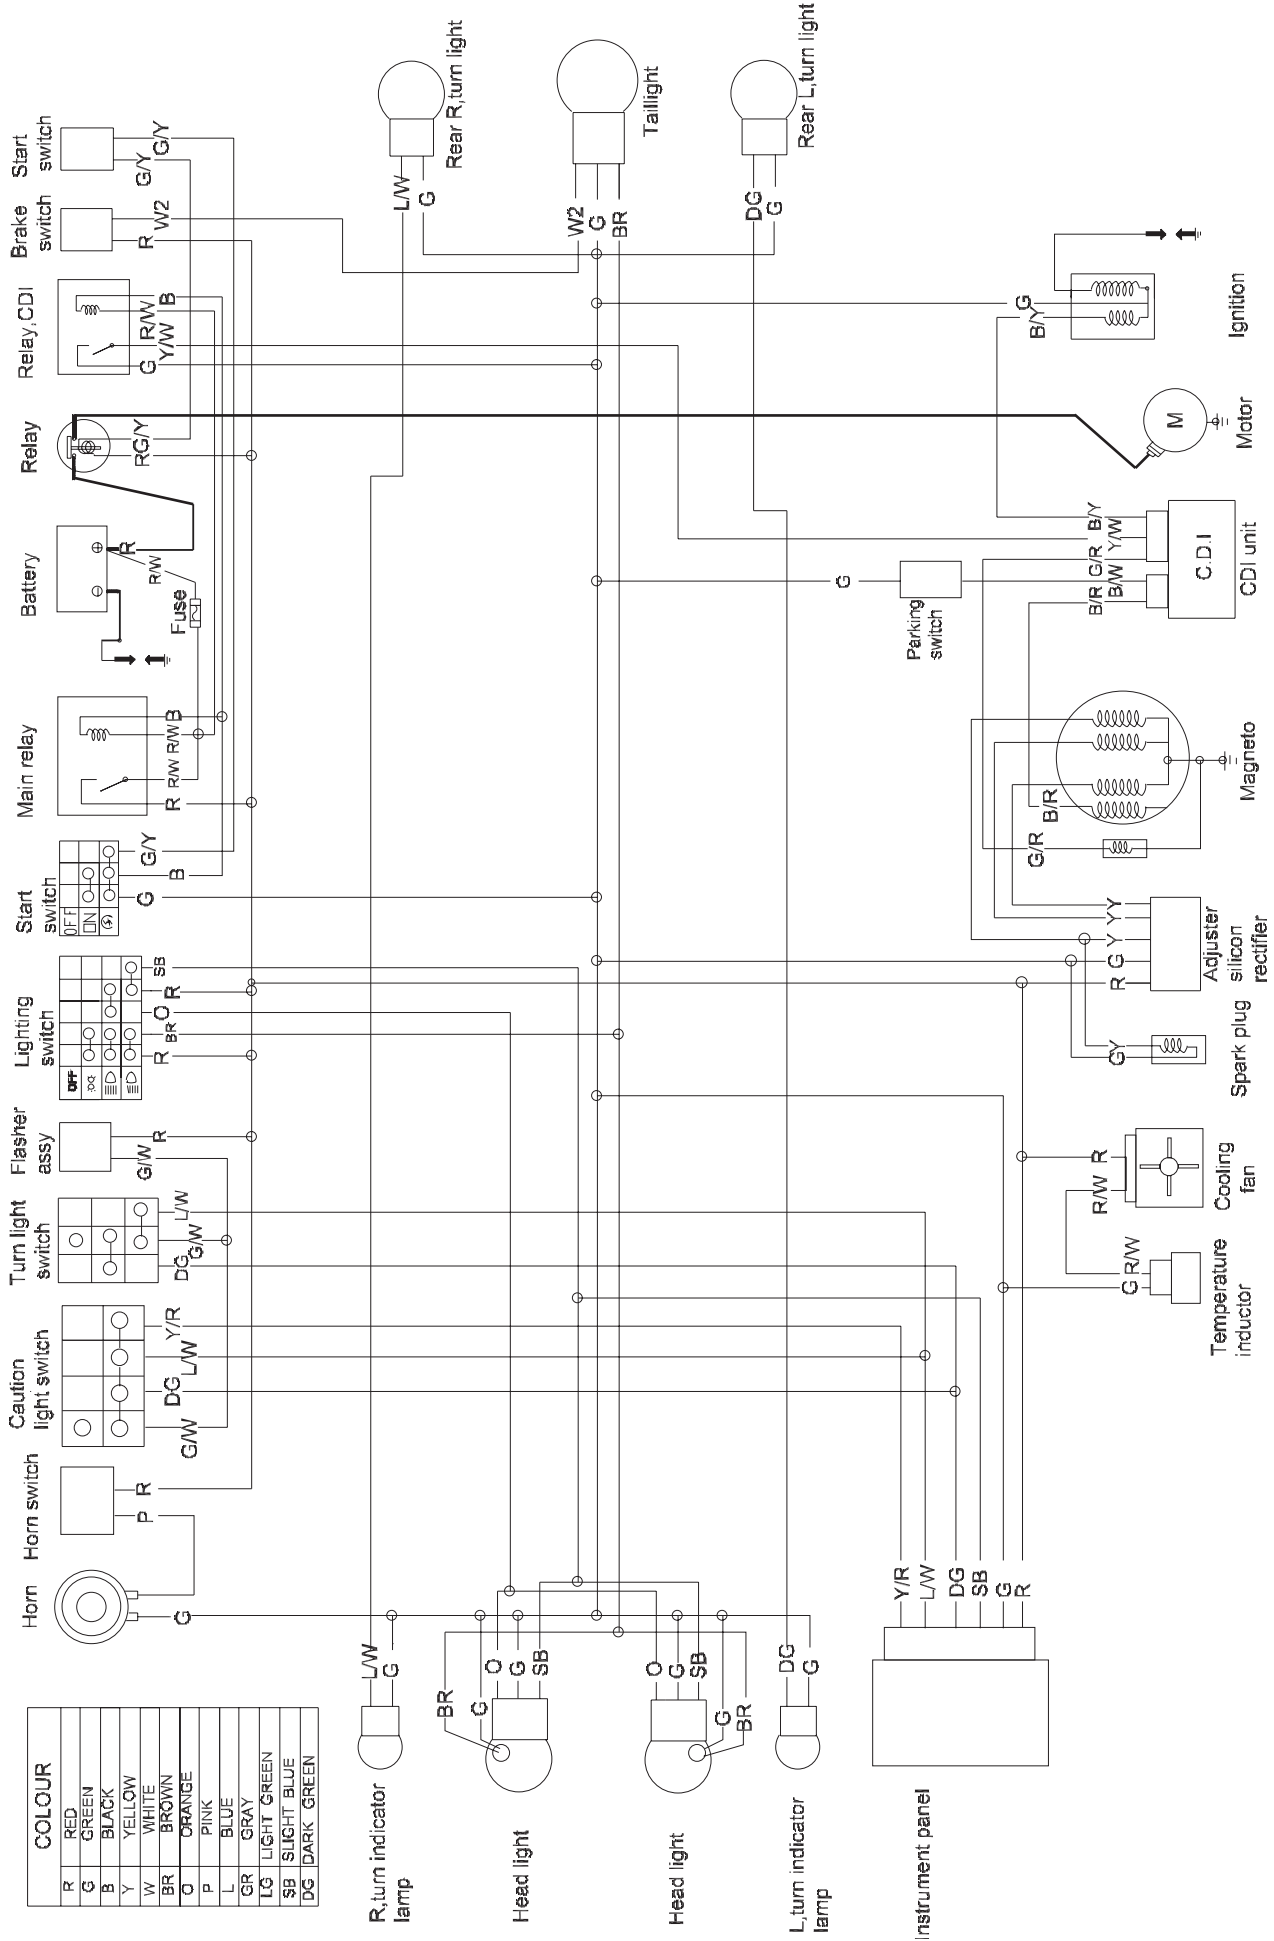 Start
switch
G/Y
G/Y
Brake
switch
R
W2
Relay,CDI
B
R/W
Y/W
G
Relay
RG/Y
Battery
R
R/W
Fuse
Main relay
B
R/W
R/W
R
Start
switch
OFF
G/Y
B
G
Lighting
switch
OFF
SB
R
O
BR
R
Flasher
assy
R
G/W
Turn light
switch
L/W
G/W
DG
Caution
light switch
Y/R
L/W
DG
G/W
Horn switch
R
P
Horn
G
COLOUR
R RED
G GREEN
B BLACK
Y YELLOW
W WHITE
BR BROWN
O ORANGE
P PINK
L BLUE
GR GRAY
LG LIGHT GREEN
SB SLIGHT BLUE
DG DARK GREEN
Rear R,turn light
L/W
G
Taillight
W2
G
BR
Rear L,turn light
DG
G
R,turn indicator
lamp
L/W
G
Head light
BR
G
O
G
SB
Head light
O
G
SB
G
BR
L,turn indicator
lamp
DG
G
Instrument panel
Y/R
L/W
DG
SB
G
R
Ignition
G
B/Y
Motor
M
CDI unit
C.D.I
B/Y
Y/W
G/R
B/W
B/R
Parking
switch
G
Magneto
B/R
G/R
Adjuster
silicon
rectifier
Y
Y
Y
G
R
Spark plug
Y
G
Cooling
fan
R
R/W
Temperature
inductor
R/W
G